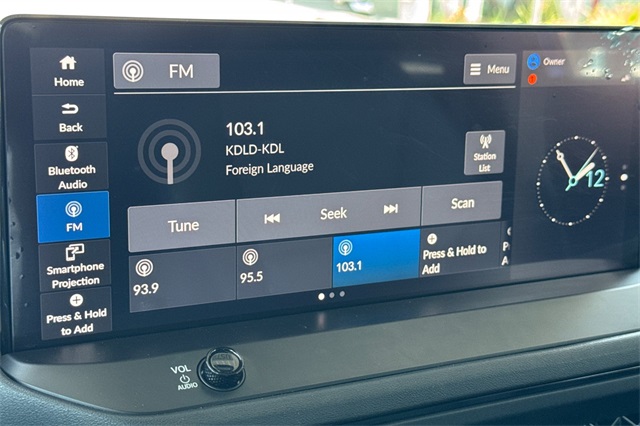 Home
Back
Bluetooth
Audio
FM
Smartphone
Projection
Press & Hold
to Add
FM
Menu
103.1
KDLD-KDL
Foreign Language
Station
List
Tune
Seek
Scan
93.9
95.5
103.1
Press & Hold to
Add
Owner
12
VOL
AUDIO